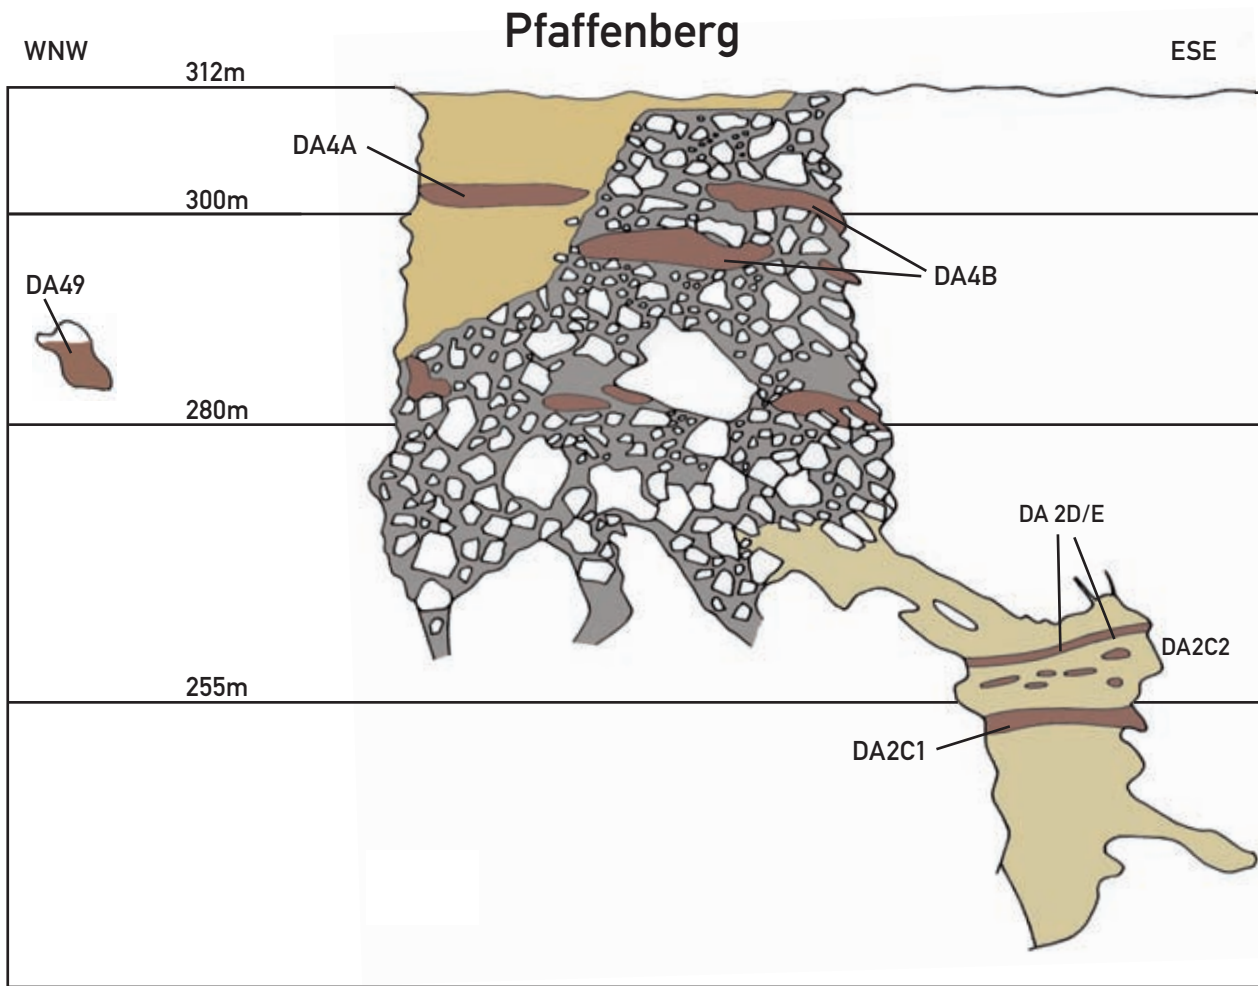 Pfaffenberg
WNW
ESE
312m
DA4A
300m
DA4B
DA49
280m
DA 2D/E
DA2C2
255m
DA2C1